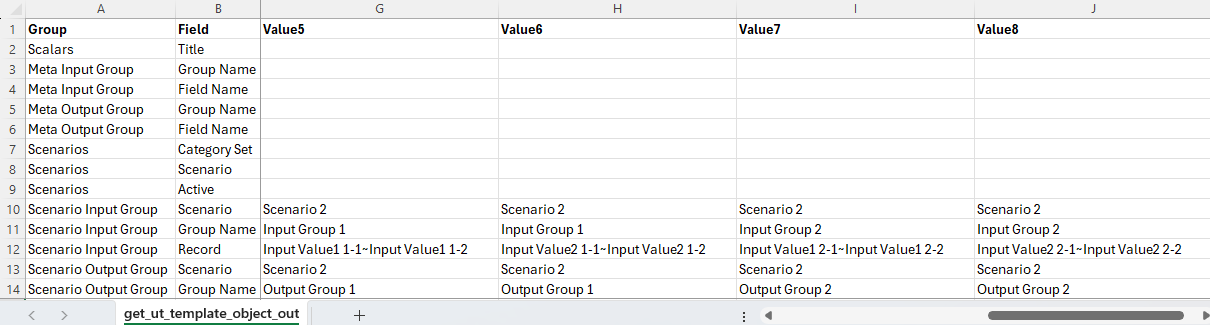 A B G H I J
1 Group Field Value5 Value6 Value7 Value8
2 Scalars Title
3 Meta Input Group Group Name
4 Meta Input Group Field Name
5 Meta Output Group Group Name
6 Meta Output Group Field Name
7 Scenarios Category Set
8 Scenarios Scenario
9 Scenarios Active
10 Scenario Input Group Scenario Scenario 2 Scenario 2 Scenario 2 Scenario 2
11 Scenario Input Group Group Name Input Group 1 Input Group 1 Input Group 2 Input Group 2
12 Scenario Input Group Record Input Value1 1-1~Input Value1 1-2 Input Value2 1-1~Input Value2 1-2 Input Value1 2-1~Input Value1 2-2 Input Value2 2-1~Input Value2 2-2
13 Scenario Output Group Scenario Scenario 2 Scenario 2 Scenario 2 Scenario 2
14 Scenario Output Group Group Name Output Group 1 Output Group 1 Output Group 2 Output Group 2
get_ut_template_object_out